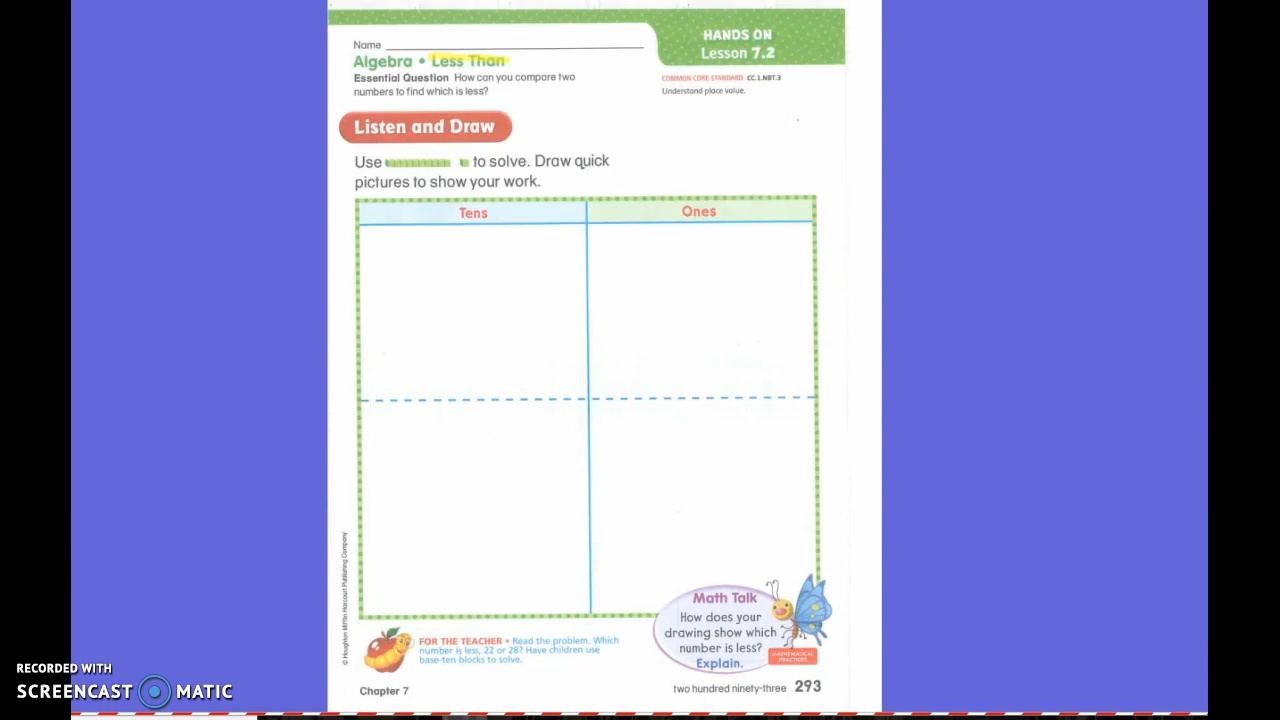 HANDS ON
Lesson 7.2
Name
Algebra • Less Than
Essential Question How can you compare two
numbers to find which is less?
COMMON CORE STANDARD CC.1.NBT.3
Understand place value.
Listen and Draw
Use to solve. Draw quick
pictures to show your work.
Tens
Ones
Math Talk
How does your
drawing show which
number is less?
Explain.
MATHEMATICAL
PRACTICES
FOR THE TEACHER • Read the problem. Which
number is less, 22 or 28? Have children use
base-ten blocks to solve.
© Houghton Mifflin Harcourt Publishing Company
Chapter 7
two hundred ninety-three 293
RECORDED WITH
SCREENCAST MATIC